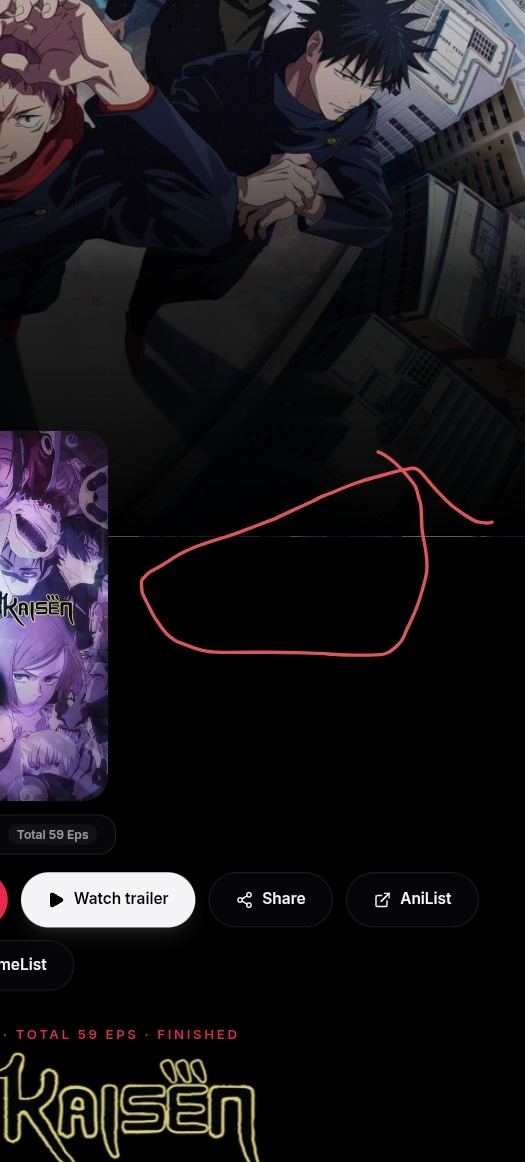 KAISEN
Total 59 Eps
Watch trailer
Share
AniList
meList
· TOTAL 59 EPS · FINISHED
KAISEN